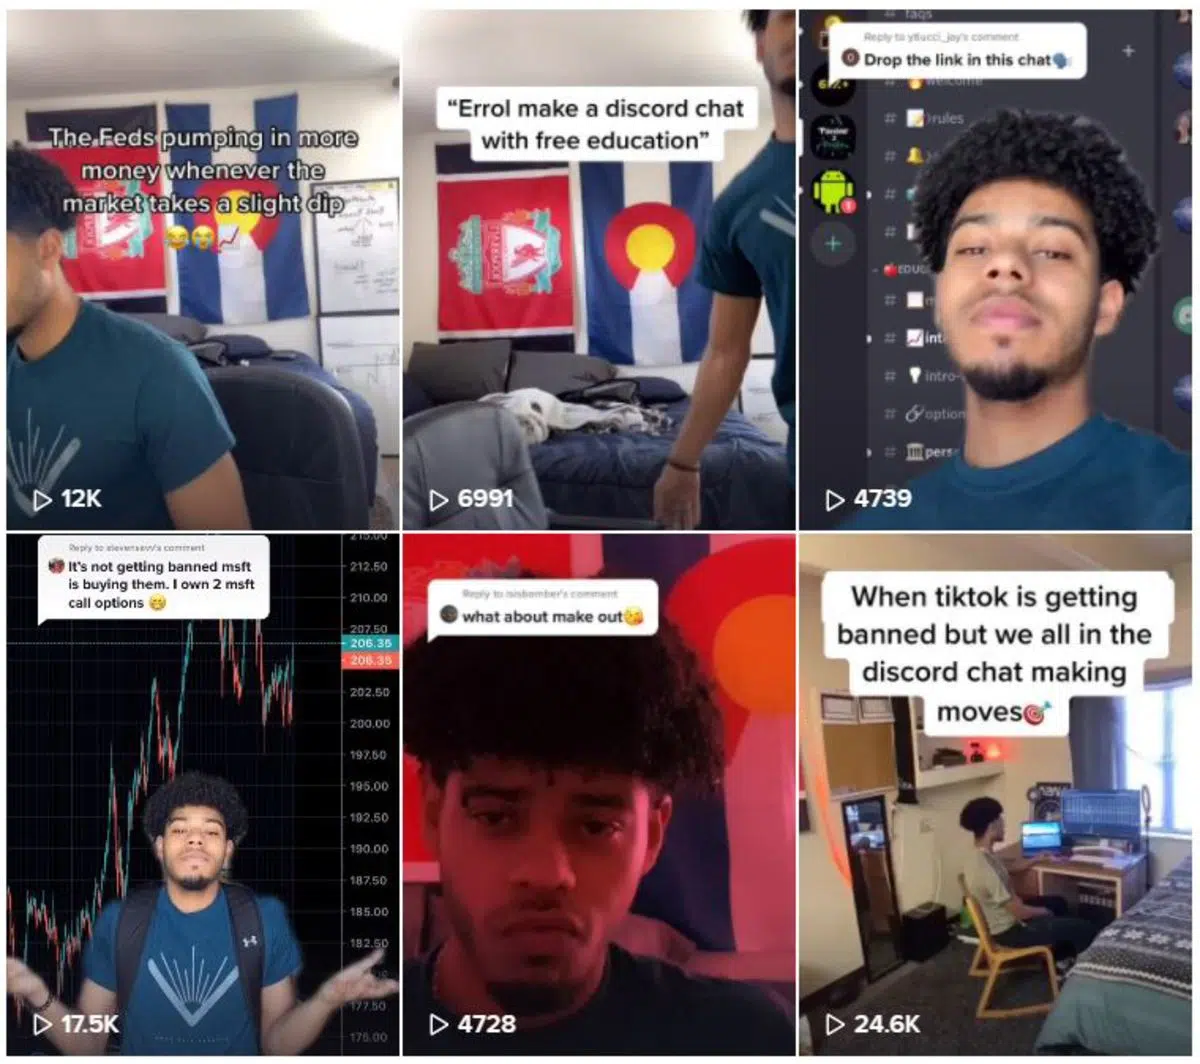 The Feds pumping in more
money whenever the
market takes a slight dip
😂😭📈
12K
“Errol make a discord chat
with free education”
6991
# faqs
Reply to ytlucci_jay's comment
Drop the link in this chat🗣
# welcome
# rules
EDUC
# int
# intro-
# option
# pers
4739
Reply to stevensavv's comment
It's not getting banned msft
is buying them. I own 2 msft
call options 😁
215.00
212.50
210.00
207.50
206.35
206.35
202.50
200.00
197.50
195.00
192.50
190.00
187.50
185.00
182.50
177.50
175.00
17.5K
Reply to isisbomber's comment
what about make out😘
4728
When tiktok is getting
banned but we all in the
discord chat making
moves🎯
24.6K